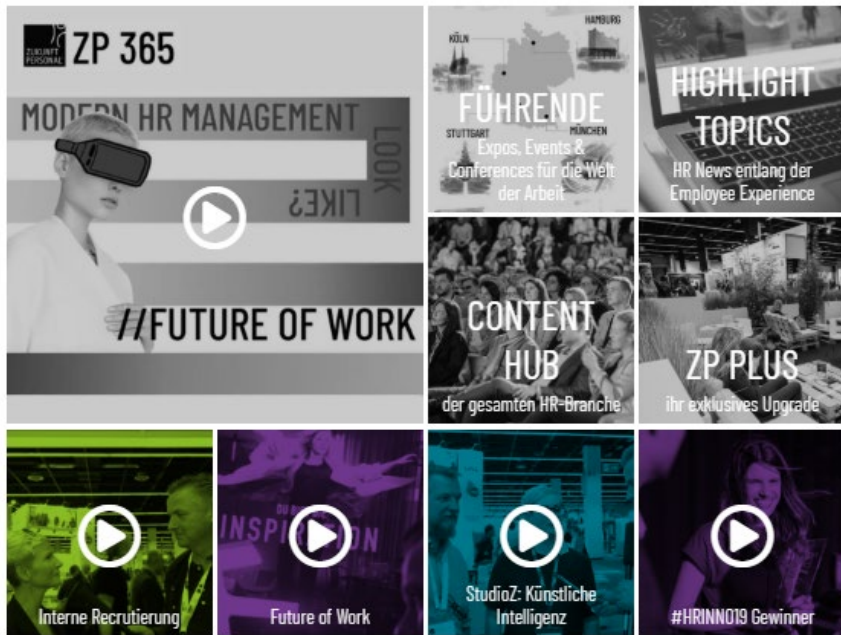 ZUKUNFT
PERSONAL
ZP 365
MODERN HR MANAGEMENT
LOOK
LIKE?
//FUTURE OF WORK
HAMBURG
KÖLN
FÜHRENDE
STUTTGART
MÜNCHEN
Expos, Events &
Conferences für die Welt
der Arbeit
HIGHLIGHT
TOPICS
HR News entlang der
Employee Experience
CONTENT
HUB
der gesamten HR-Branche
ZP PLUS
ihr exklusives Upgrade
Interne Recrutierung
INSPIRATION
Future of Work
StudioZ: Künstliche
Intelligenz
#HRINNO19 Gewinner